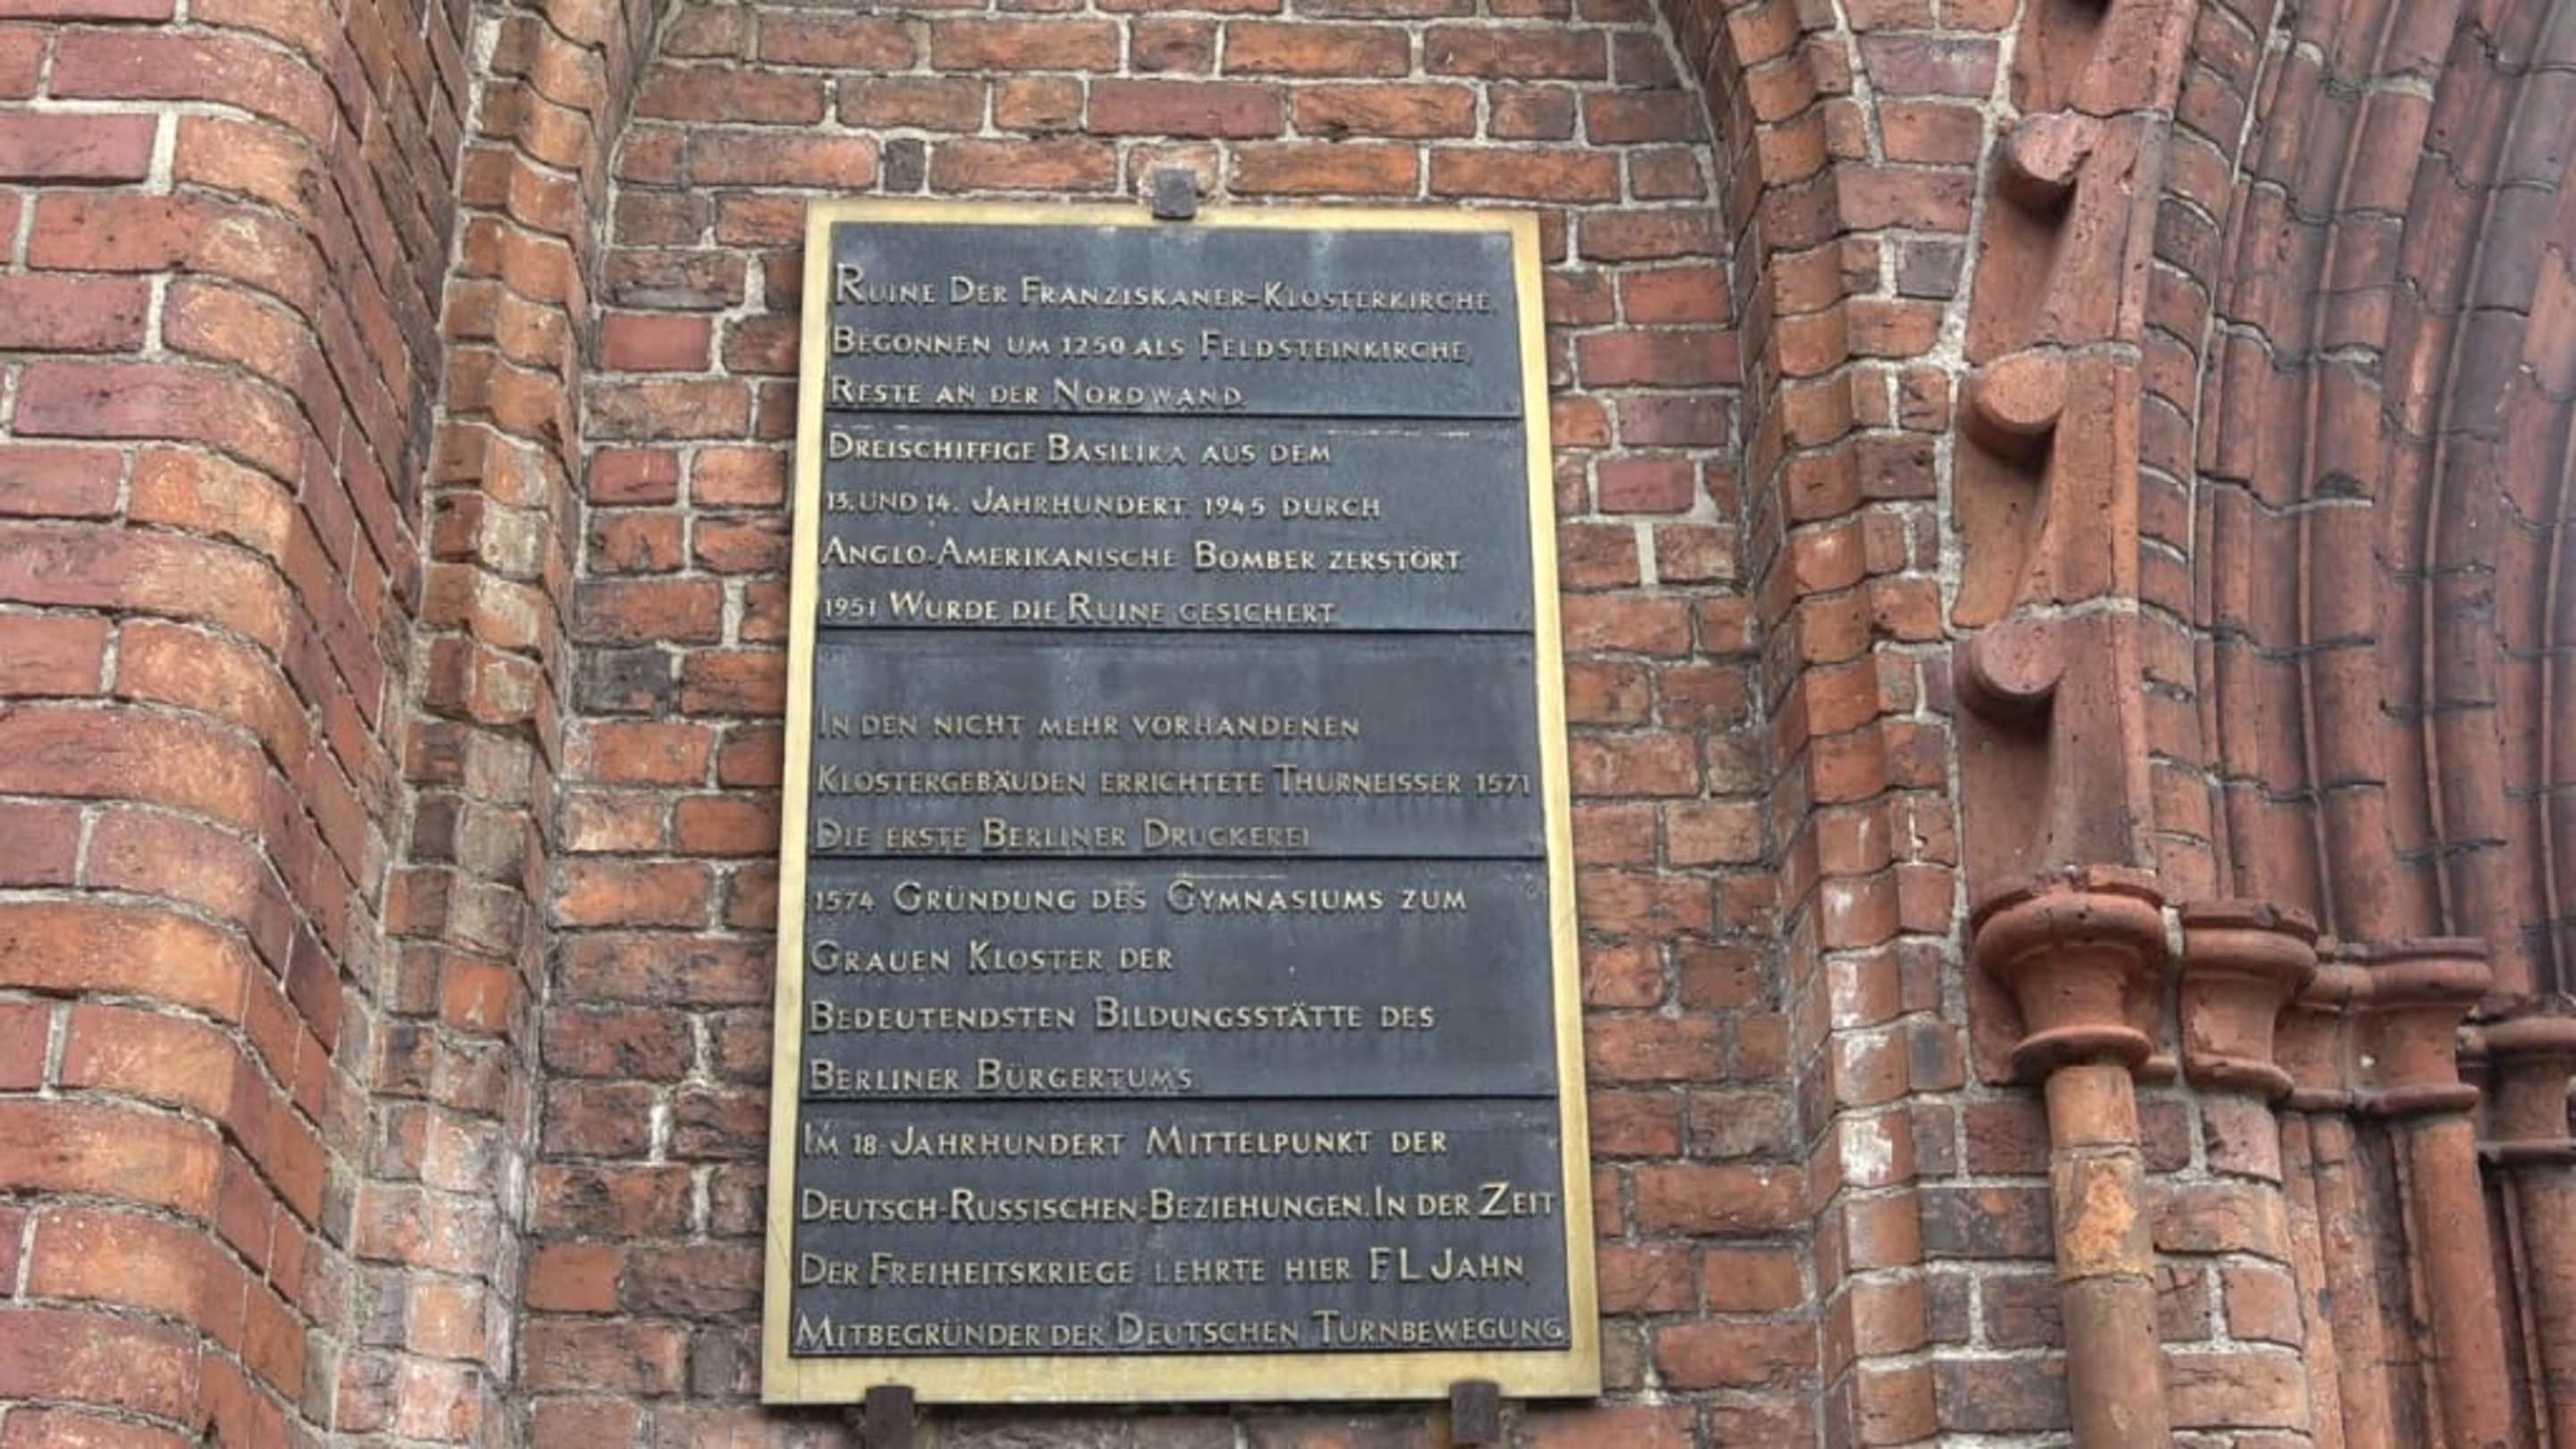 Ruine Der Franziskaner-Klosterkirche
Begonnen um 1250 als Feldsteinkirche,
Reste an der Nordwand.
Dreischiffige Basilika aus dem
13. und 14. Jahrhundert 1945 durch
Anglo-Amerikanische Bomber zerstört
1951 Wurde die Ruine gesichert
In den nicht mehr vorhandenen
Klostergebäuden errichtete Thurneisser 1571
Die erste Berliner Druckerei
1574 Gründung des Gymnasiums zum
Grauen Kloster der
Bedeutendsten Bildungsstätte des
Berliner Bürgertums
Im 18 Jahrhundert Mittelpunkt der
Deutsch-Russischen-Beziehungen. In der Zeit
Der Freiheitskriege lehrte hier F L Jahn,
Mitbegründer der Deutschen Turnbewegung.